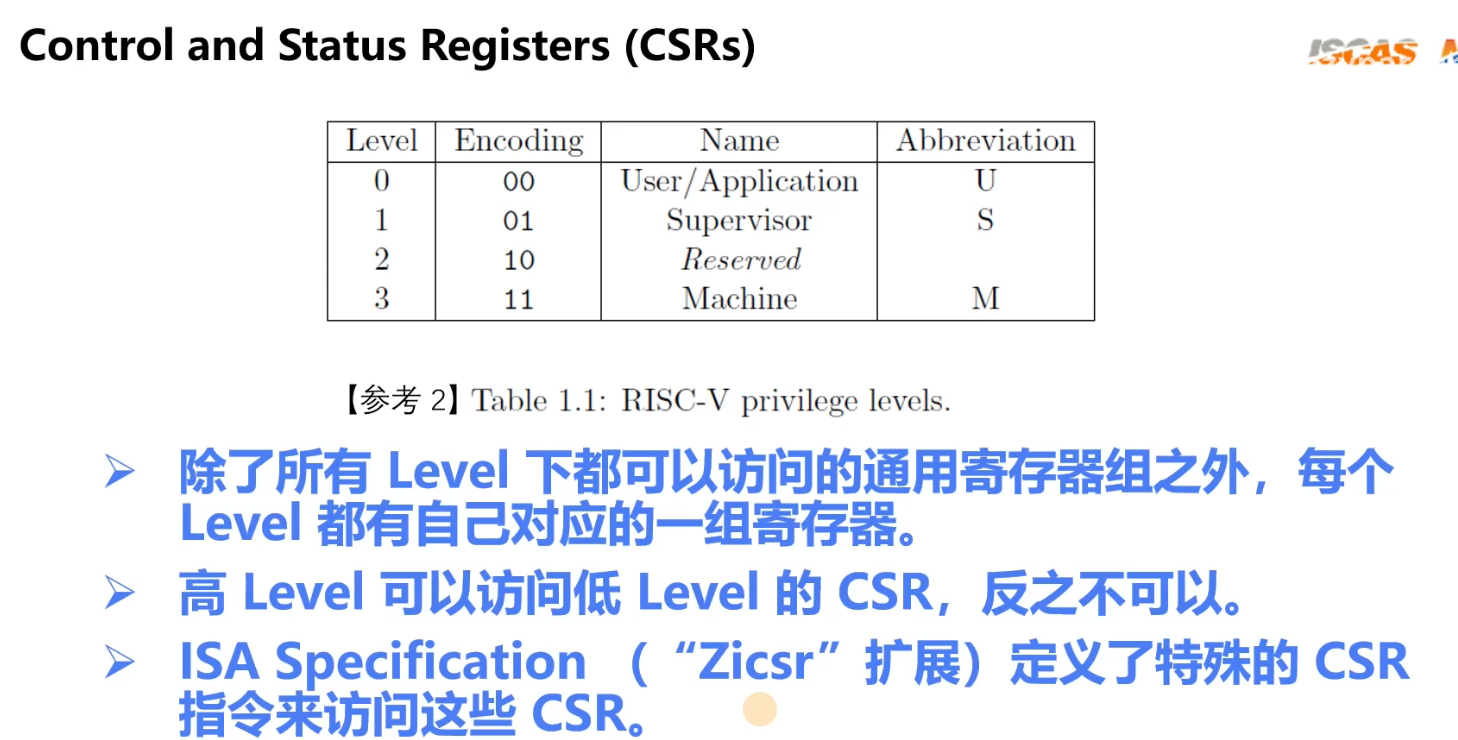 Control and Status Registers (CSRs)
ISCAS
Level Encoding Name Abbreviation
0 00 User/Application U
1 01 Supervisor S
2 10 Reserved
3 11 Machine M
【参考 2】Table 1.1: RISC-V privilege levels.
➢ 除了所有 Level 下都可以访问的通用寄存器组之外，每个
Level 都有自己对应的一组寄存器。
➢ 高 Level 可以访问低 Level 的 CSR，反之不可以。
➢ ISA Specification （“Zicsr”扩展）定义了特殊的 CSR
指令来访问这些 CSR。